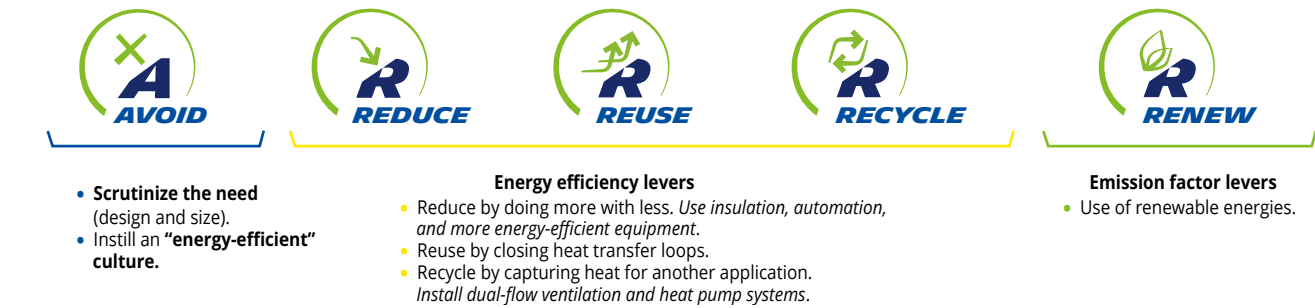 A
AVOID
R
REDUCE
R
REUSE
R
RECYCLE
R
RENEW
• Scrutinize the need
(design and size).
• Instill an “energy-efficient”
culture.
Energy efficiency levers
• Reduce by doing more with less. Use insulation, automation,
and more energy-efficient equipment.
• Reuse by closing heat transfer loops.
• Recycle by capturing heat for another application.
Install dual-flow ventilation and heat pump systems.
Emission factor levers
• Use of renewable energies.